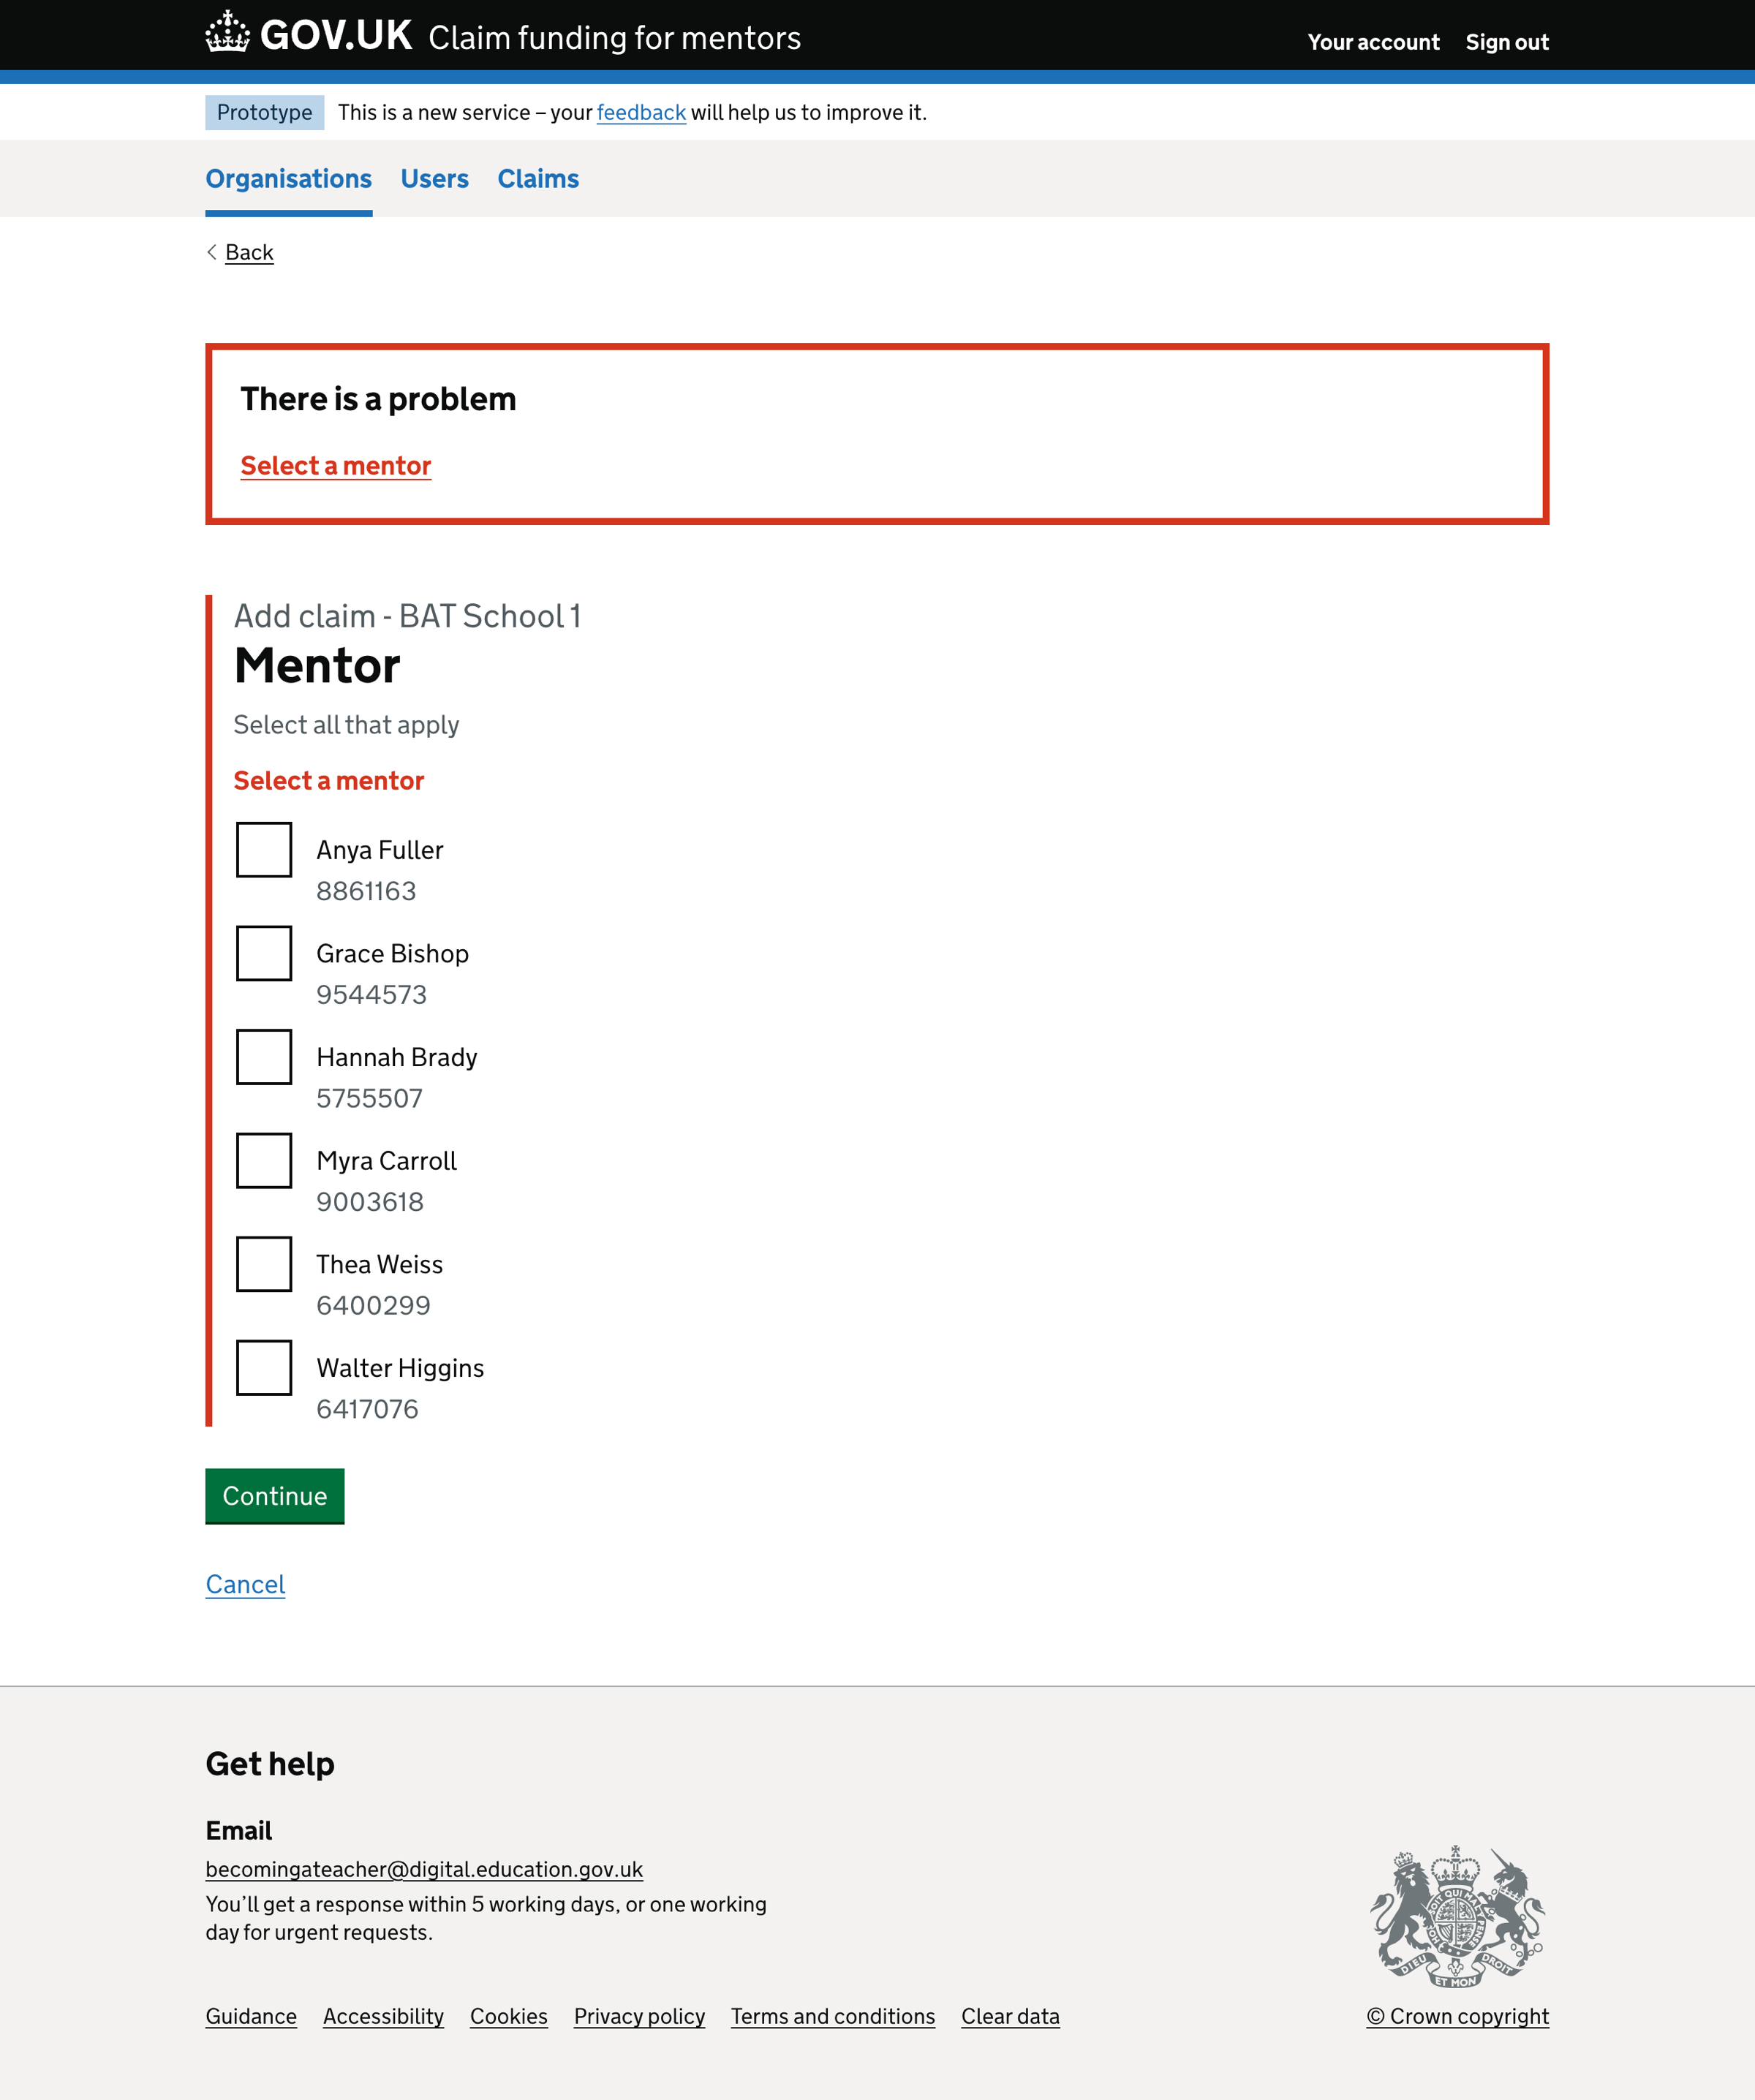 GOV.UK Claim funding for mentors Your account Sign out
Prototype This is a new service – your feedback will help us to improve it.
Organisations Users Claims
Back
There is a problem
Select a mentor
Add claim - BAT School 1
Mentor
Select all that apply
Select a mentor
Anya Fuller
8861163
Grace Bishop
9544573
Hannah Brady
5755507
Myra Carroll
9003618
Thea Weiss
6400299
Walter Higgins
6417076
Continue
Cancel
Get help
Email
becomingateacher@digital.education.gov.uk
You’ll get a response within 5 working days, or one working
day for urgent requests.
DIEU ET MON DROIT
Guidance Accessibility Cookies Privacy policy Terms and conditions Clear data © Crown copyright